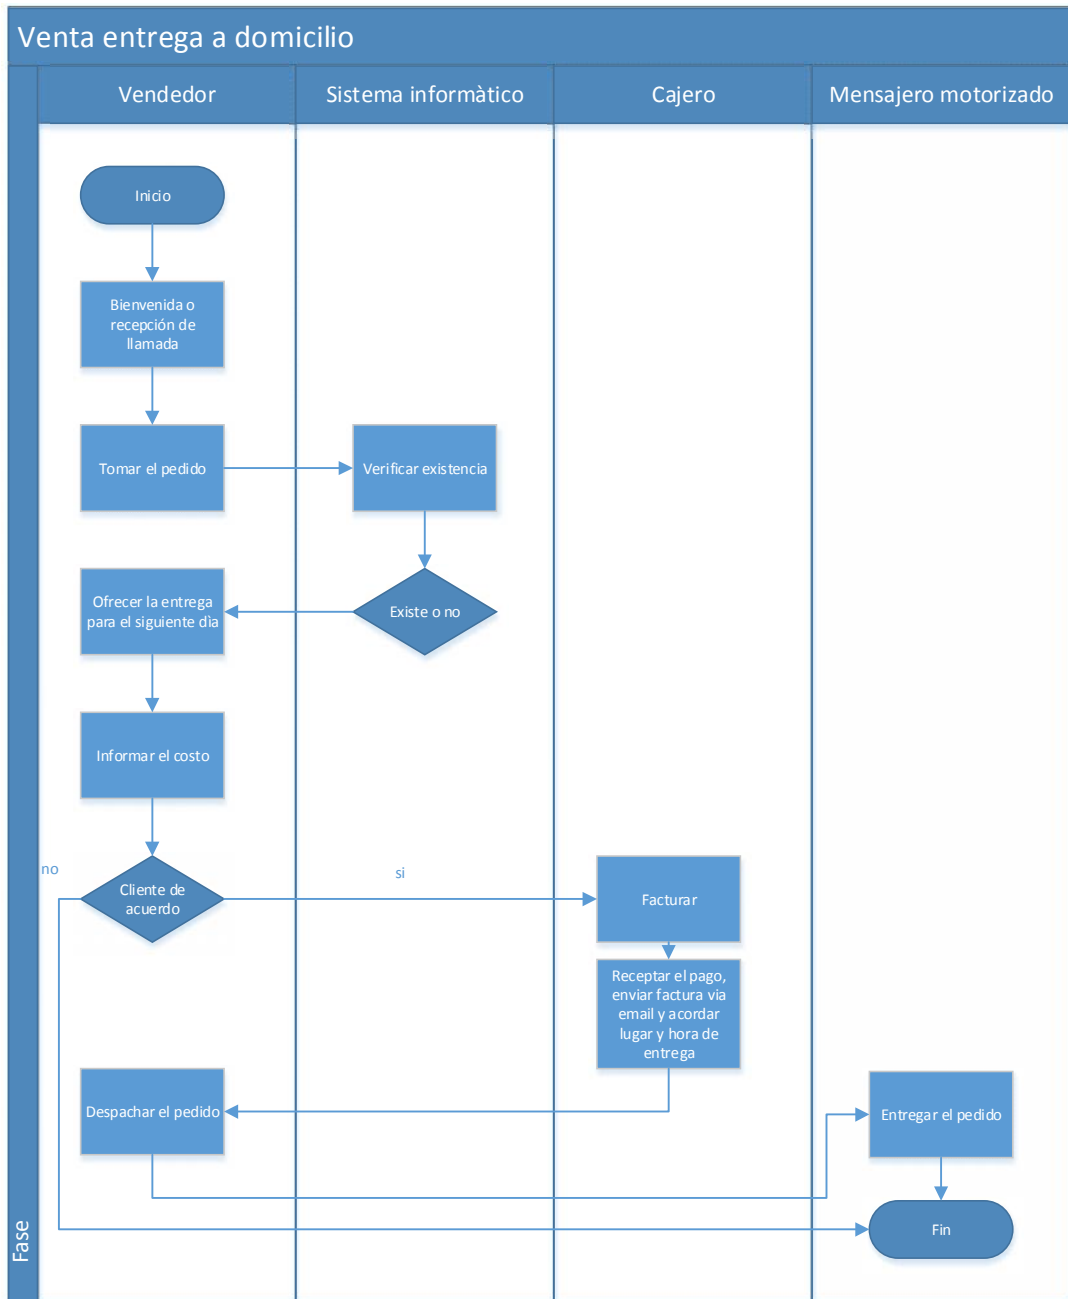 Venta entrega a domicilio
Vendedor
Sistema informàtico
Cajero
Mensajero motorizado
Inicio
Bienvenida o
recepción de
llamada
Tomar el pedido
Verificar existencia
Ofrecer la entrega
para el siguiente dìa
Existe o no
Informar el costo
no
Cliente de
acuerdo
si
Facturar
Receptar el pago,
enviar factura via
email y acordar
lugar y hora de
entrega
Despachar el pedido
Entregar el pedido
Fin
Fase